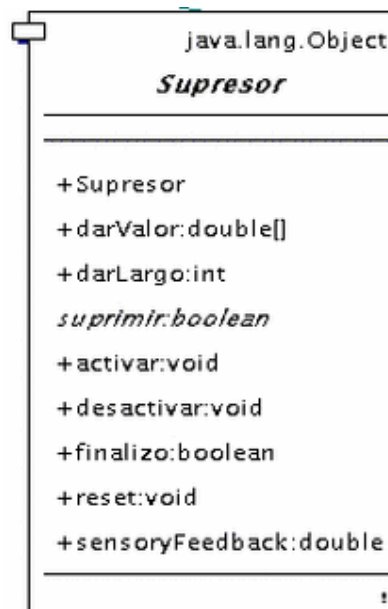 java.lang.Object
Supresor
+Supresor
+darValor:double[]
+darLargo:int
suprimir:boolean
+activar:void
+desactivar:void
+finalizo:boolean
+reset:void
+sensoryFeedback:double